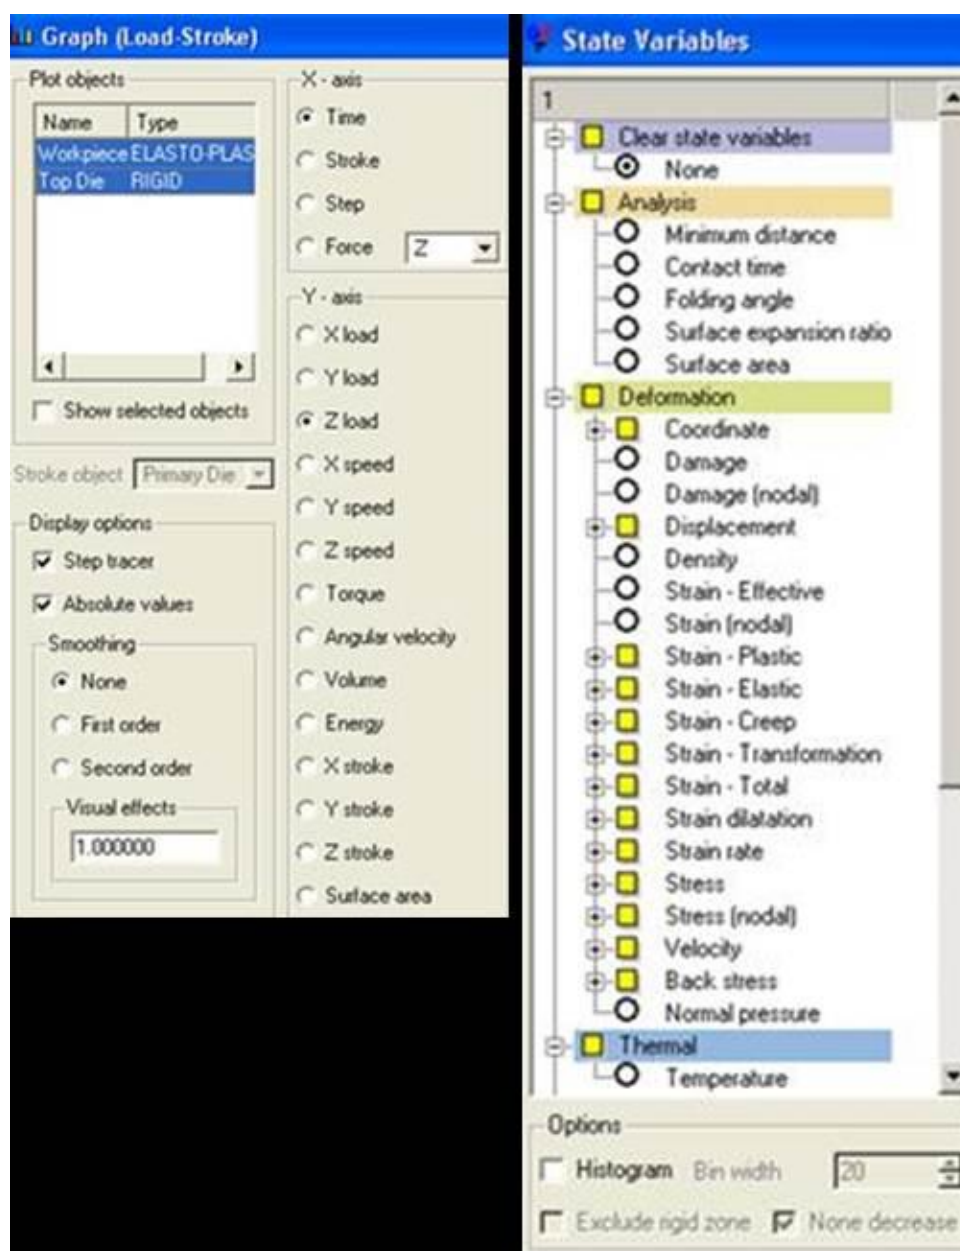 Graph (Load-Stroke)
Plot objects
Name Type
Workpiece ELASTO-PLAS
Top Die RIGID
Show selected objects
Stroke object Primary Die
Display options
Step tracer
Absolute values
Smoothing
None
First order
Second order
Visual effects
1.000000
X - axis
Time
Stroke
Step
Force Z
Y - axis
X load
Y load
Z load
X speed
Y speed
Z speed
Torque
Angular velocity
Volume
Energy
X stroke
Y stroke
Z stroke
Surface area
State Variables
1
Clear state variables
None
Analysis
Minimum distance
Contact time
Folding angle
Surface expansion ratio
Surface area
Deformation
Coordinate
Damage
Damage (nodal)
Displacement
Density
Strain - Effective
Strain (nodal)
Strain - Plastic
Strain - Elastic
Strain - Creep
Strain - Transformation
Strain - Total
Strain dilatation
Strain rate
Stress
Stress (nodal)
Velocity
Back stress
Normal pressure
Thermal
Temperature
Options
Histogram Bin width 20
Exclude rigid zone None decrease